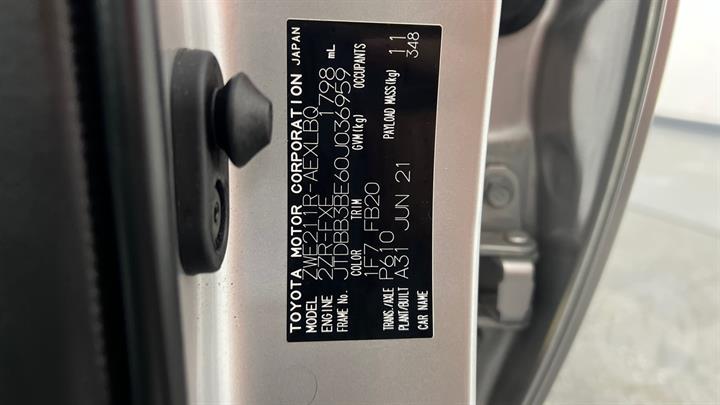 TOYOTA MOTOR CORPORATION JAPAN
MODEL ZWE211R-AEXLBQ
ENGINE 2ZR-FXE 1798 mL
FRAME No. JTDBB3BE60J036959
COLOR TRIM GVM(kg) OCCUPANTS
1F7 FB20
TRANS./AXLE P610 PAYLOAD MASS(kg) 11
PLANT/BUILT A31 JUN 21 348
CAR NAME